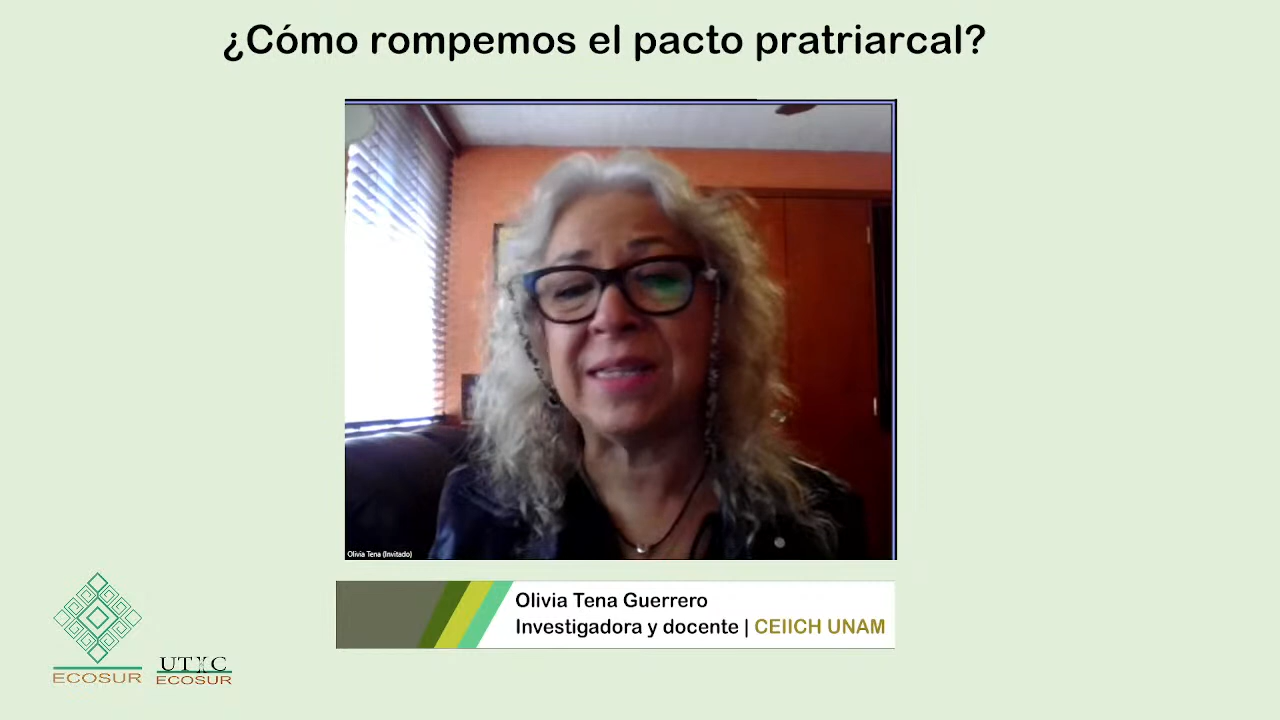 ¿Cómo rompemos el pacto pratriarcal?
Olivia Tena (Invitado)
Olivia Tena Guerrero
Investigadora y docente | CEIICH UNAM
ECOSUR
UTIC
ECOSUR